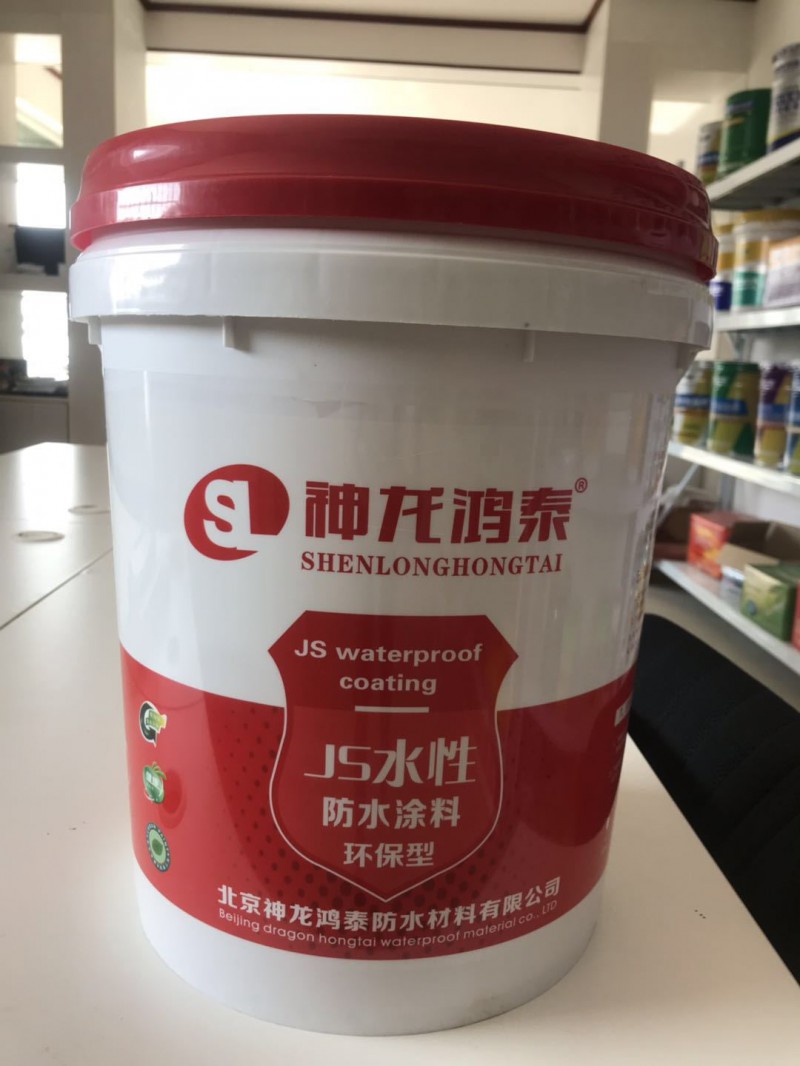 SL 神龙鸿泰®
SHENLONGHONGTAI
JS waterproof
coating
JS水性
防水涂料
环保型
北京神龙鸿泰防水材料有限公司
Beijing dragon hongtai waterproof material co., LTD